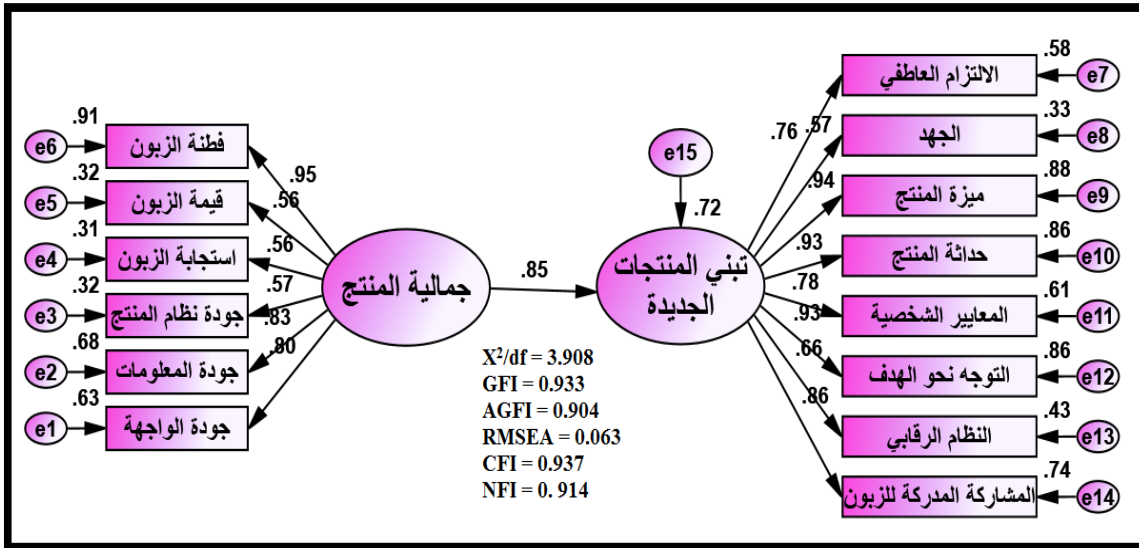 .91
e6
فطنة الزبون
.95
.32
e5
قيمة الزبون
.56
.31
e4
استجابة الزبون
.56
.32
e3
جودة نظام المنتج
.57
.68
e2
جودة المعلومات
.83
.63
e1
جودة الواجهة
.80
جمالية المنتج
.85
e15
.72
تبني المنتجات
الجديدة
X²/df = 3.908
GFI = 0.933
AGFI = 0.904
RMSEA = 0.063
CFI = 0.937
NFI = 0. 914
.76
الالتزام العاطفي
.58
e7
.57
الجهد
.33
e8
.94
ميزة المنتج
.88
e9
.93
حداثة المنتج
.86
e10
.78
المعايير الشخصية
.61
e11
.93
التوجه نحو الهدف
.86
e12
.66
النظام الرقابي
.43
e13
.86
المشاركة المدركة للزبون
.74
e14